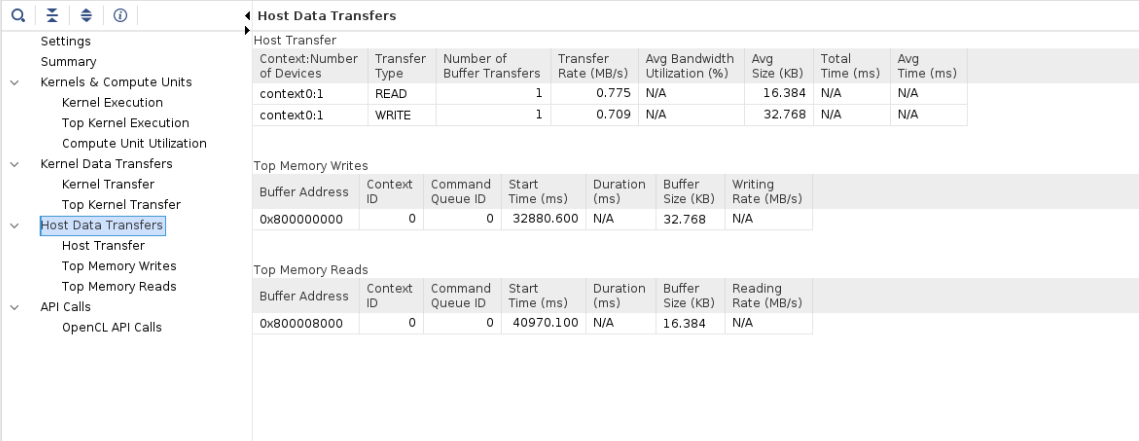 Settings
Summary
Kernels & Compute Units
Kernel Execution
Top Kernel Execution
Compute Unit Utilization
Kernel Data Transfers
Kernel Transfer
Top Kernel Transfer
Host Data Transfers
Host Transfer
Top Memory Writes
Top Memory Reads
API Calls
OpenCL API Calls
Host Data Transfers
Host Transfer
Context:Number of Devices Transfer Type Number of Buffer Transfers Transfer Rate (MB/s) Avg Bandwidth Utilization (%) Avg Size (KB) Total Time (ms) Avg Time (ms)
context0:1 READ 1 0.775 N/A 16.384 N/A N/A
context0:1 WRITE 1 0.709 N/A 32.768 N/A N/A
Top Memory Writes
Buffer Address Context ID Command Queue ID Start Time (ms) Duration (ms) Buffer Size (KB) Writing Rate (MB/s)
0x800000000 0 0 32880.600 N/A 32.768 N/A
Top Memory Reads
Buffer Address Context ID Command Queue ID Start Time (ms) Duration (ms) Buffer Size (KB) Reading Rate (MB/s)
0x800008000 0 0 40970.100 N/A 16.384 N/A